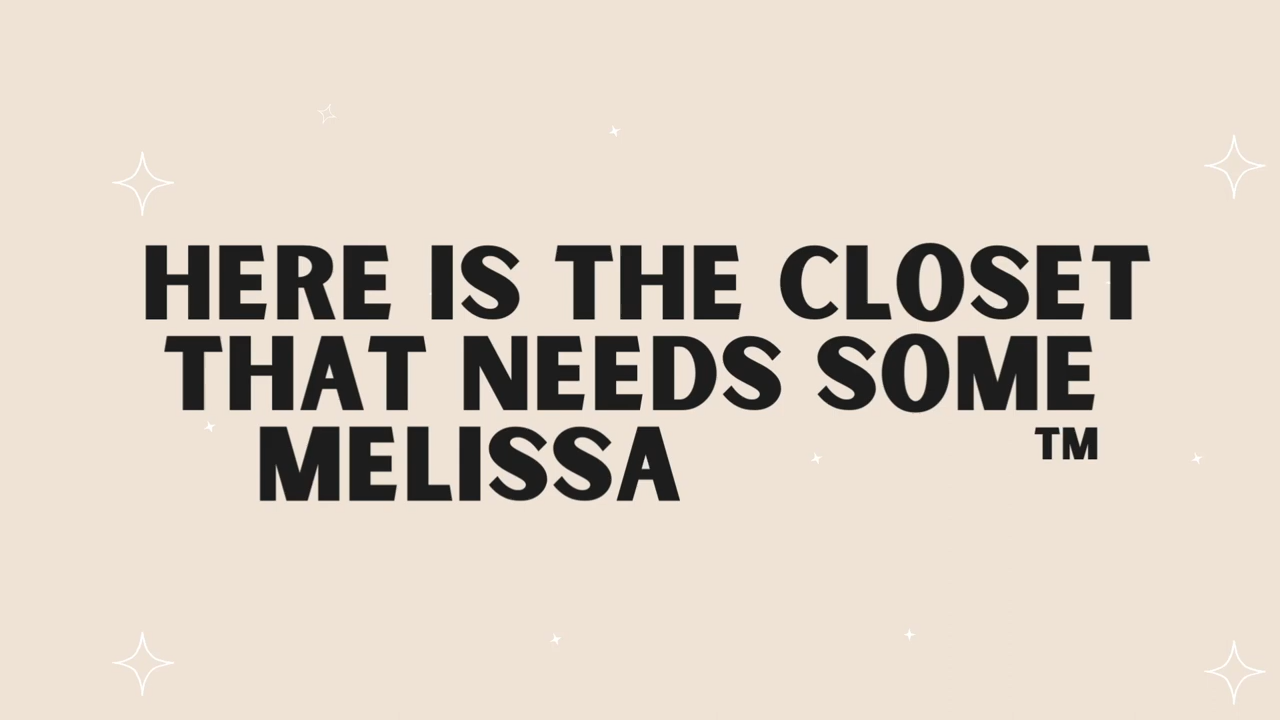 HERE IS THE CLOSET
THAT NEEDS SOME
MELISSA ™